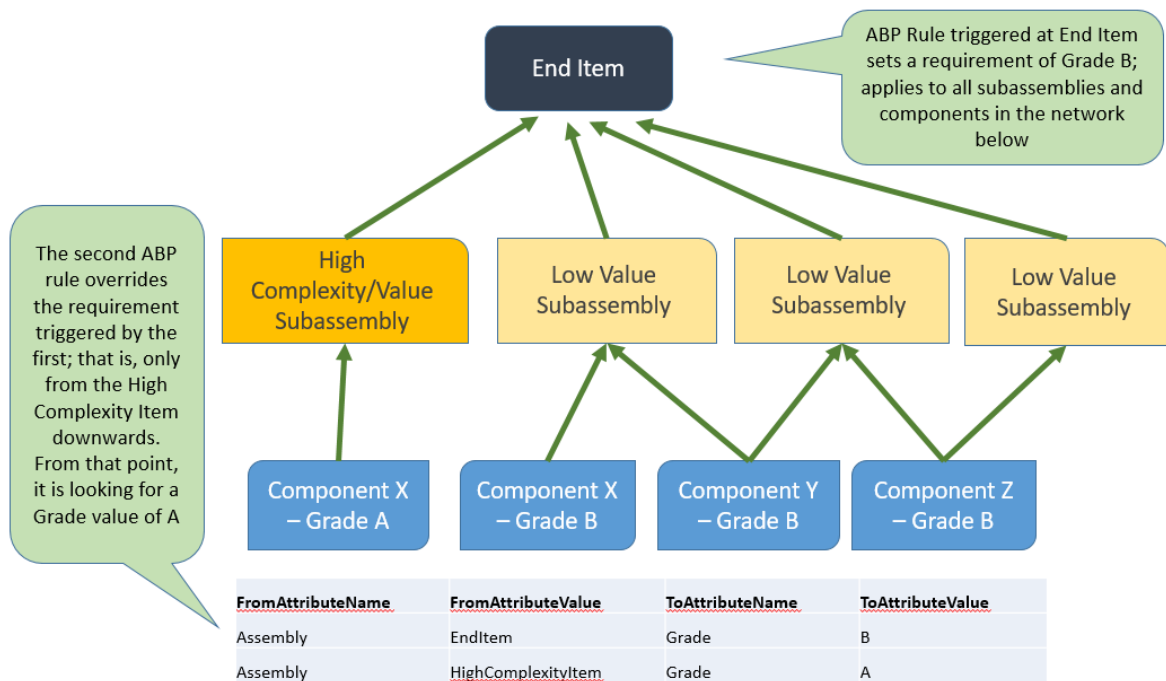 End Item
ABP Rule triggered at End Item
sets a requirement of Grade B;
applies to all subassemblies and
components in the network
below
The second ABP
rule overrides
the requirement
triggered by the
first; that is, only
from the High
Complexity Item
downwards.
From that point,
it is looking for a
Grade value of A
High
Complexity/Value
Subassembly
Low Value
Subassembly
Low Value
Subassembly
Low Value
Subassembly
Component X
– Grade A
Component X
– Grade B
Component Y
– Grade B
Component Z
– Grade B
FromAttributeName FromAttributeValue ToAttributeName ToAttributeValue
Assembly EndItem Grade B
Assembly HighComplexityItem Grade A